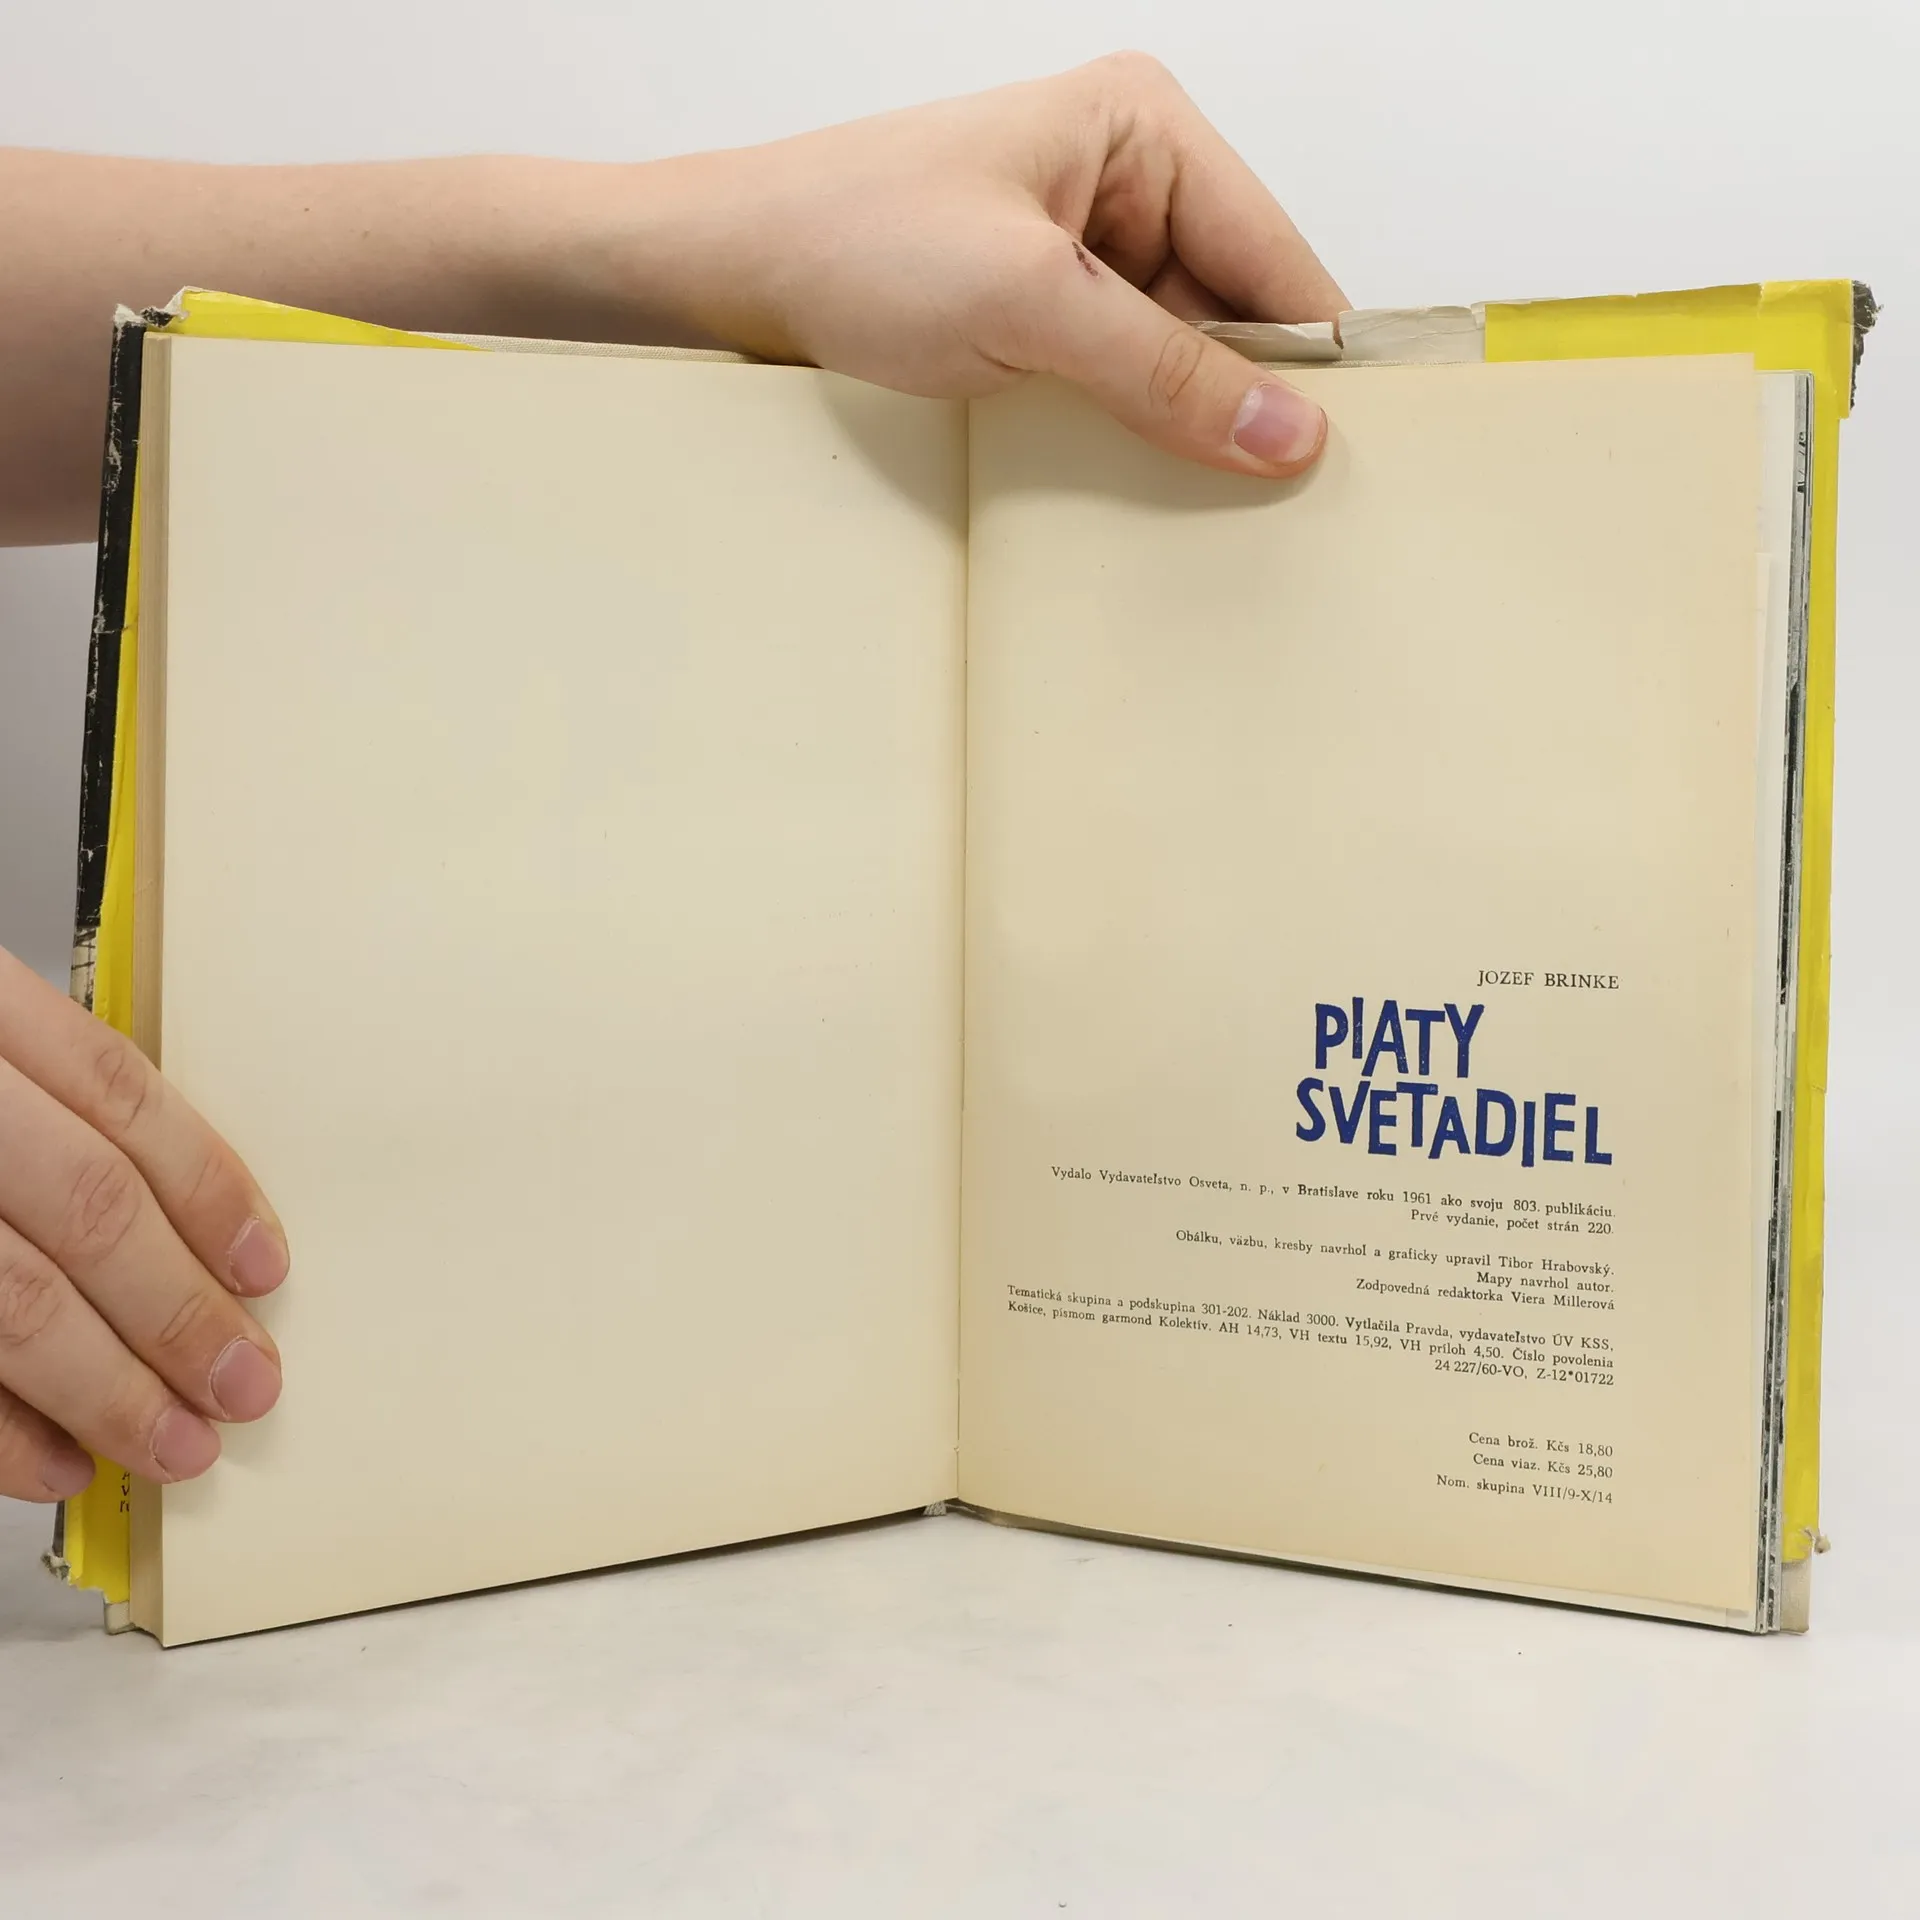 JOZEF BRINKE
PIATY
SVETADIEL
Vydalo Vydavateľstvo Osveta, n. p., v Bratislave roku 1961 ako svoju 803. publikáciu.
Prvé vydanie, počet strán 220.
Obálku, väzbu, kresby navrhol a graficky upravil Tibor Hrabovský.
Mapy navrhol autor.
Zodpovedná redaktorka Viera Millerová
Tematická skupina a podskupina 301-202. Náklad 3000. Vytlačila Pravda, vydavateľstvo ÚV KSS,
Košice, písmom garmond Kolektív. AH 14,73, VH textu 15,92, VH príloh 4,50. Číslo povolenia
24 227/60-VO, Z-12*01722
Cena brož. Kčs 18,80
Cena viaz. Kčs 25,80
Nom. skupina VIII/9-X/14